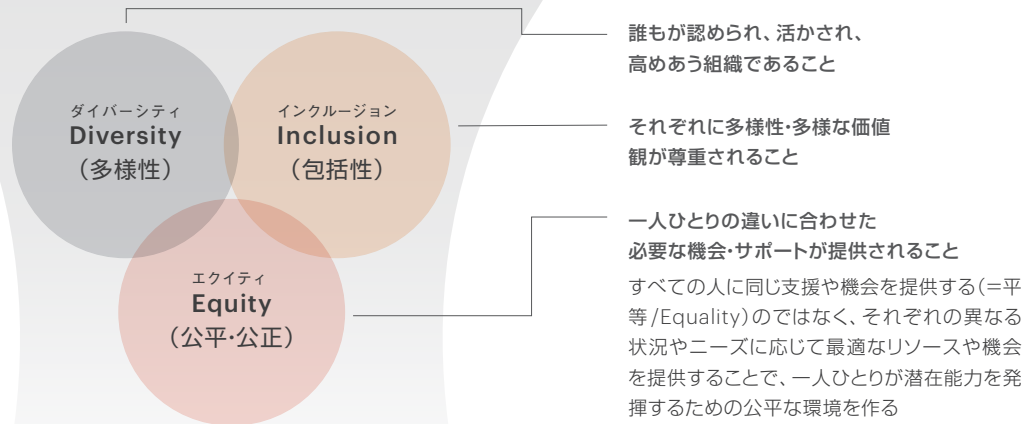 ダイバーシティ
Diversity
（多様性）
インクルージョン
Inclusion
（包括性）
エクイティ
Equity
（公平・公正）
誰もが認められ、活かされ、
高めあう組織であること
それぞれに多様性・多様な価値
観が尊重されること
一人ひとりの違いに合わせた
必要な機会・サポートが提供されること
すべての人に同じ支援や機会を提供する（＝平
等/Equality）のではなく、それぞれの異なる
状況やニーズに応じて最適なリソースや機会
を提供することで、一人ひとりが潜在能力を発
揮するための公平な環境を作る